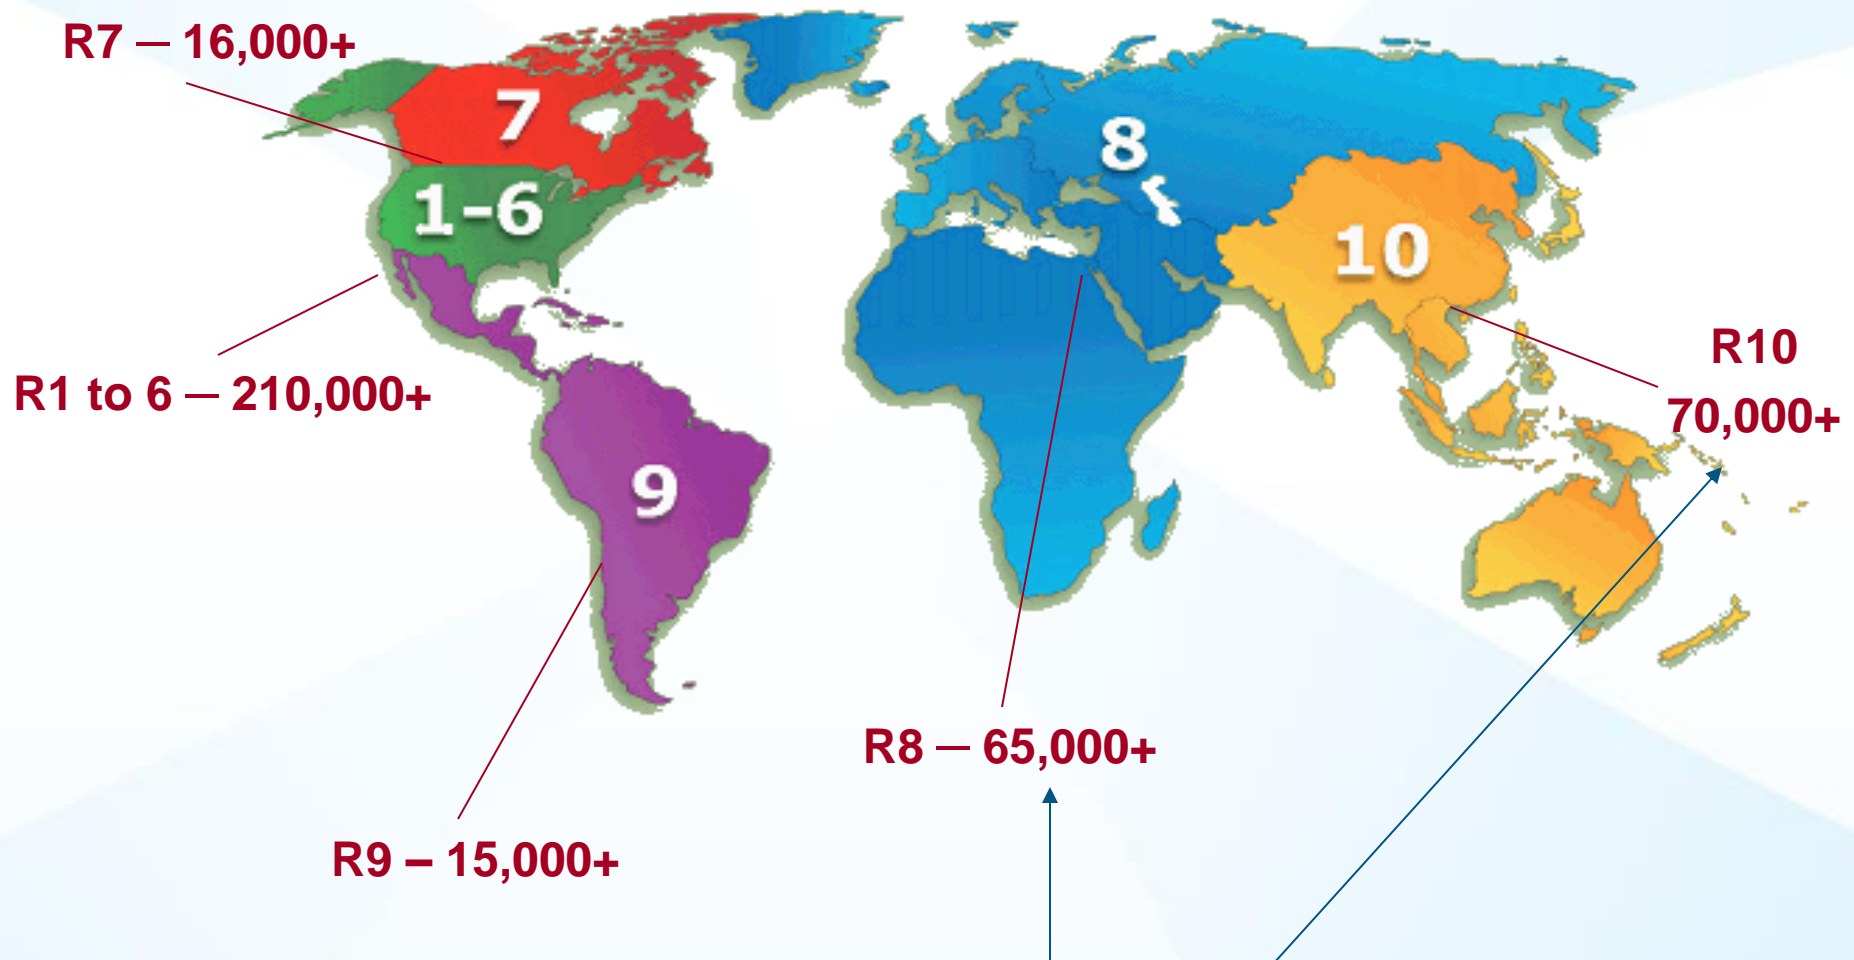 R7 — 16,000+
7
8
1-6
10
R10
70,000+
R1 to 6 — 210,000+
9
R8 — 65,000+
R9 – 15,000+